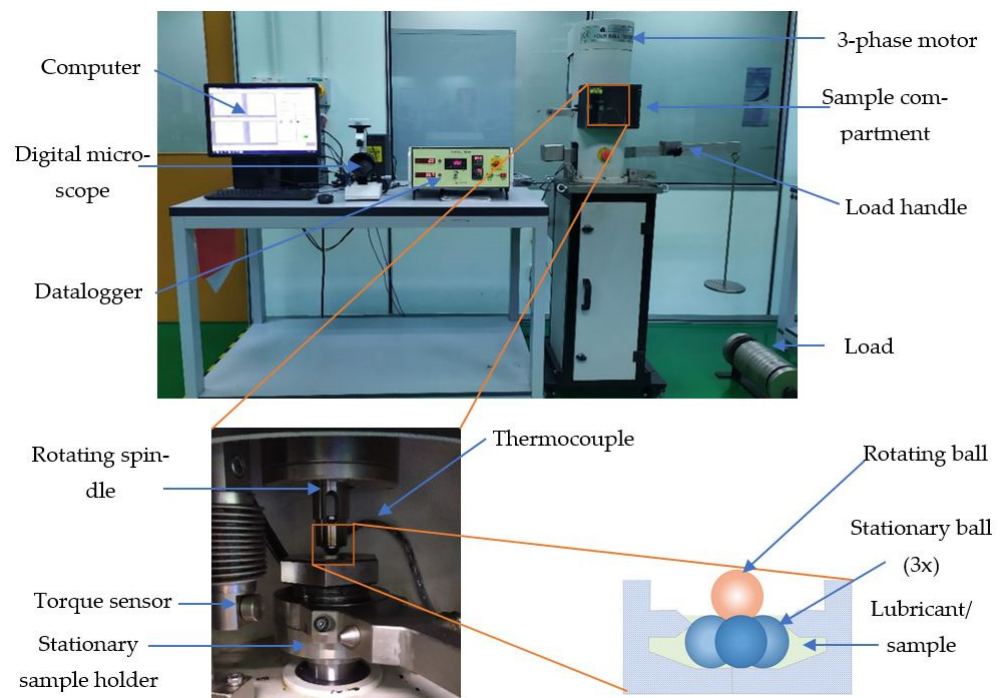 3-phase motor
Computer
Sample com-
partment
Digital micro-
scope
Load handle
Datalogger
Load
Rotating spin-
dle
Thermocouple
Rotating ball
Stationary ball
(3x)
Torque sensor
Lubricant/
sample
Stationary
sample holder